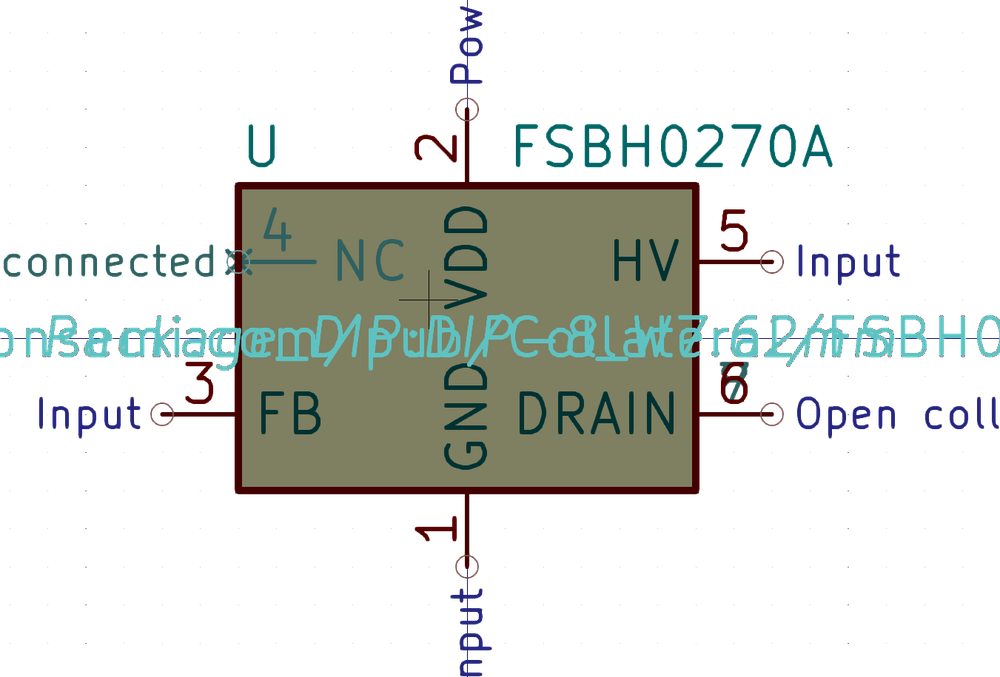 Pow
2
U
FSBH0270A
4
5
connected
NC
VDD
HV
Input
3
8
Input
FB
GND
DRAIN
Open coll
1
nput